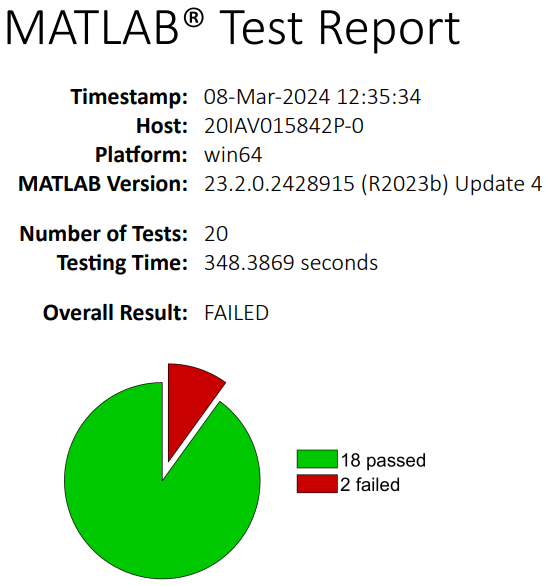 MATLAB® Test Report
Timestamp: 08-Mar-2024 12:35:34
Host: 20IAV015842P-0
Platform: win64
MATLAB Version: 23.2.0.2428915 (R2023b) Update 4
Number of Tests: 20
Testing Time: 348.3869 seconds
Overall Result: FAILED
18 passed
2 failed